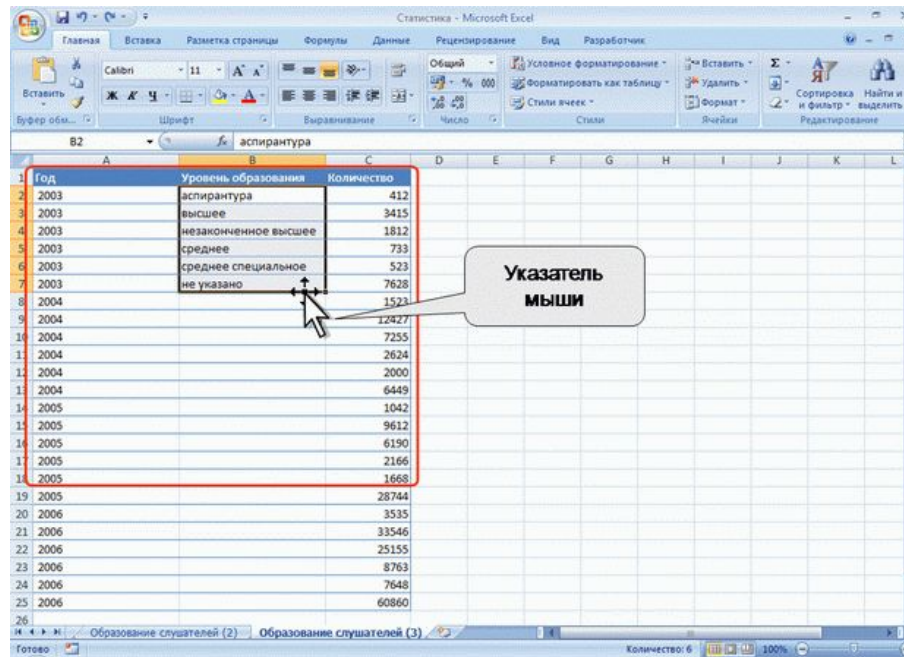 Статистика - Microsoft Excel
Главная Вставка Разметка страницы Формулы Данные Рецензирование Вид Разработчик
Вставить
Calibri 11
Ж К Ч
Общий
% 000
Условное форматирование
Форматировать как таблицу
Стили ячеек
Вставить
Удалить
Формат
Σ
Сортировка и фильтр
Найти и выделить
Буфер обм... Шрифт Выравнивание Число Стили Ячейки Редактирование
B2 fx аспирантура
A B C D E F G H I J K L
1 Год Уровень образования Количество
2 2003 аспирантура 412
3 2003 высшее 3415
4 2003 незаконченное высшее 1812
5 2003 среднее 733
6 2003 среднее специальное 523
7 2003 не указано 7628
8 2004 1523
9 2004 12427
10 2004 7255
11 2004 2624
12 2004 2000
13 2004 6449
14 2005 1042
15 2005 9612
16 2005 6190
17 2005 2166
18 2005 1668
19 2005 28744
20 2006 3535
21 2006 33546
22 2006 25155
23 2006 8763
24 2006 7648
25 2006 60860
26
Указатель
мыши
Образование слушателей (2) Образование слушателей (3)
Готово Количество: 6 100%